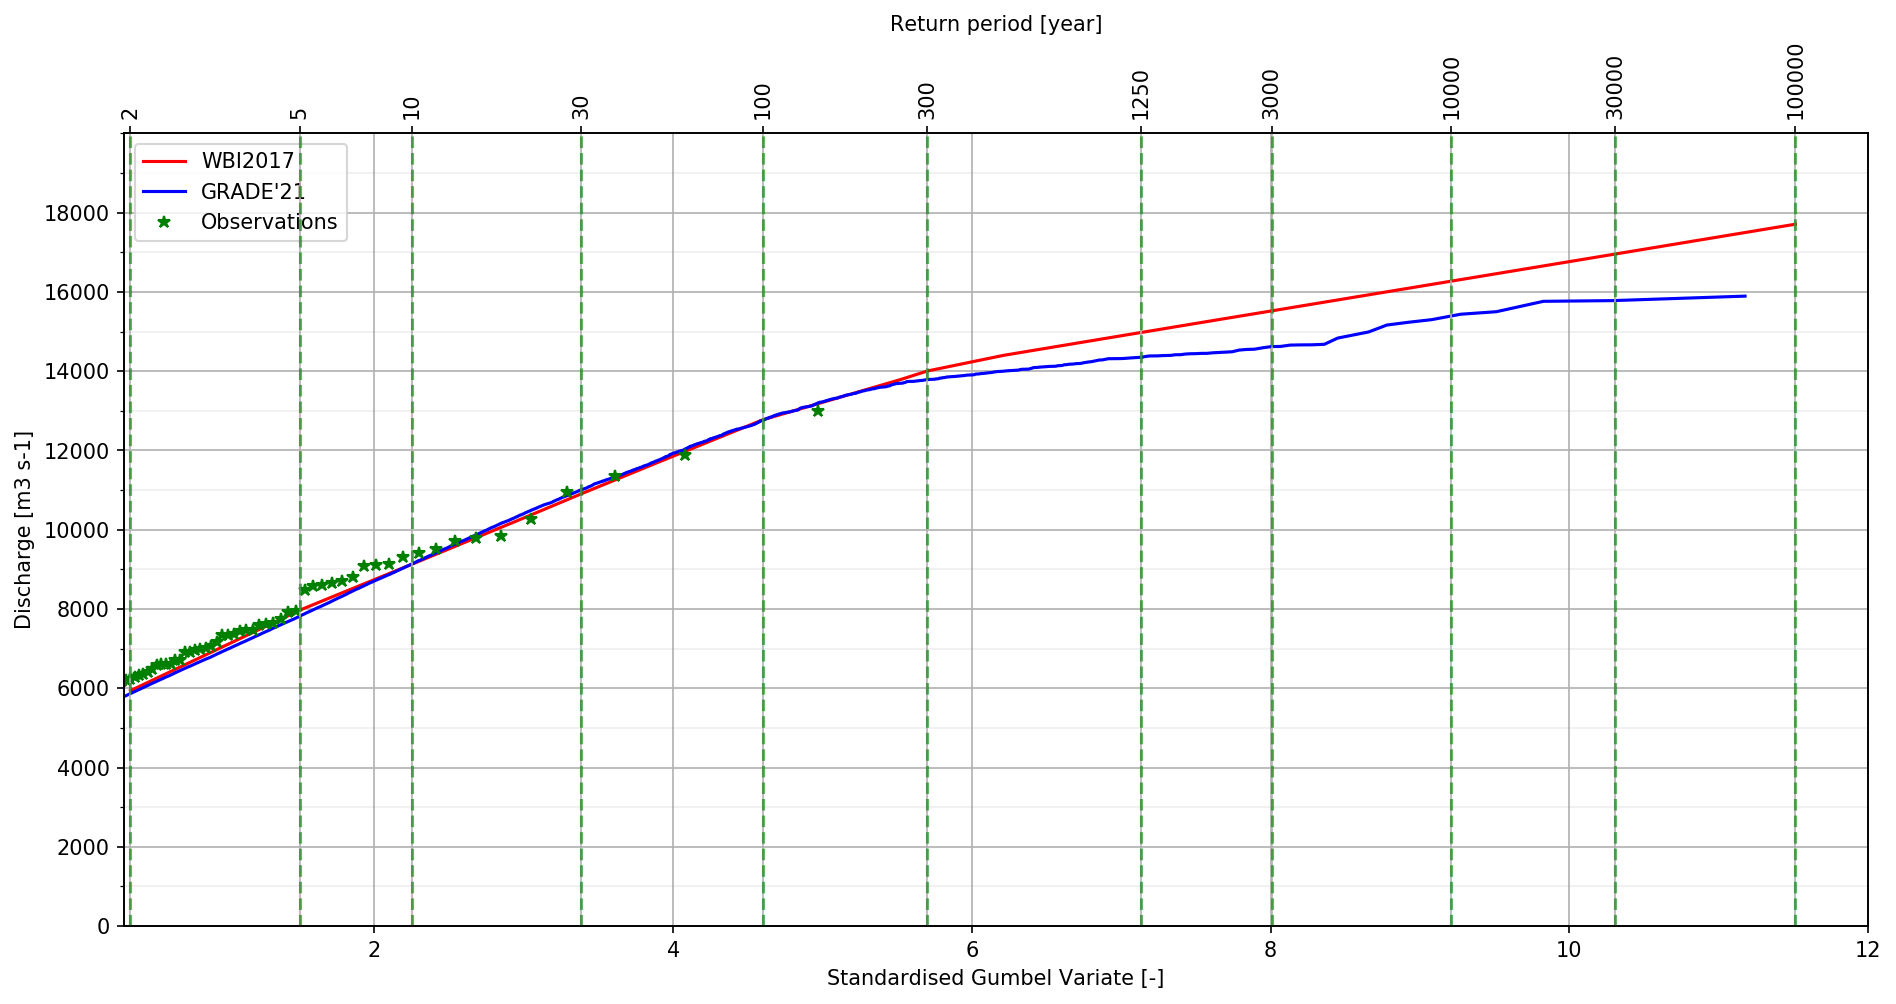 Return period [year]
2 5 10 30 100 300 1250 3000 10000 30000 100000
WBI2017
GRADE'21
Observations
18000
16000
14000
12000
10000
8000
6000
4000
2000
0
Discharge [m3 s-1]
2 4 6 8 10 12
Standardised Gumbel Variate [-]